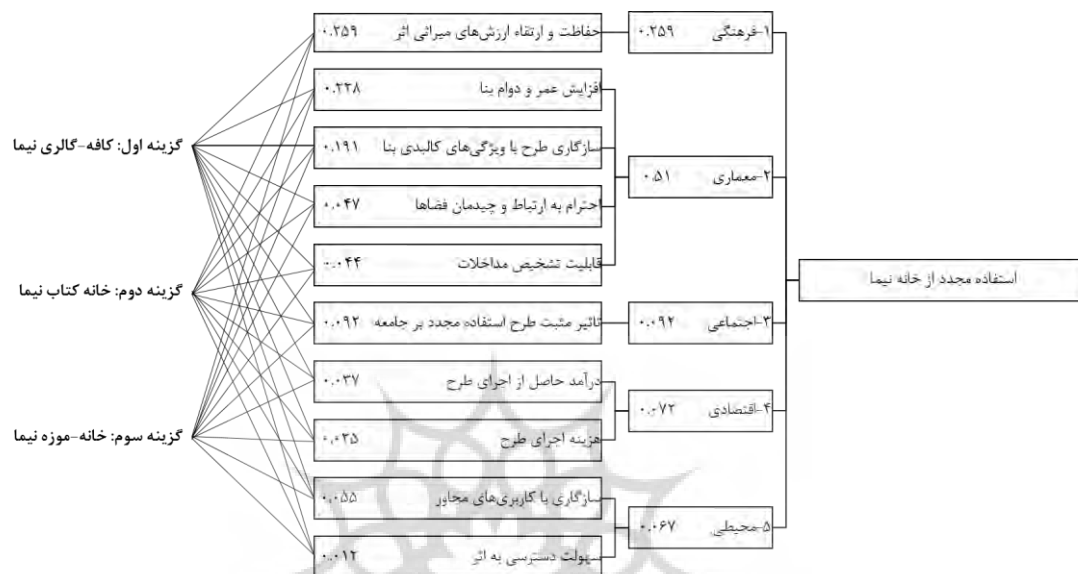 استفاده مجدد از خانه نیما
۱-فرهنگی ۰.۲۵۹
۲-معماری ۰.۵۱
۳-اجتماعی ۰.۰۹۲
۴-اقتصادی ۰.۰۷۲
۵-محیطی ۰.۰۶۷
حفاظت و ارتقاء ارزش‌های میراثی اثر ۰.۲۵۹
افزایش عمر و دوام بنا ۰.۲۲۸
سازگاری طرح با ویژگی‌های کالبدی بنا ۰.۱۹۱
احترام به ارتباط و چیدمان فضاها ۰.۰۴۷
قابلیت تشخیص مداخلات ۰.۰۴۴
تاثیر مثبت طرح استفاده مجدد بر جامعه ۰.۰۹۲
درآمد حاصل از اجرای طرح ۰.۰۳۷
هزینه اجرای طرح ۰.۰۳۵
سازگاری با کاربری‌های مجاور ۰.۰۵۵
سهولت دسترسی به اثر ۰.۰۱۲
گزینه اول: کافه-گالری نیما
گزینه دوم: خانه کتاب نیما
گزینه سوم: خانه-موزه نیما